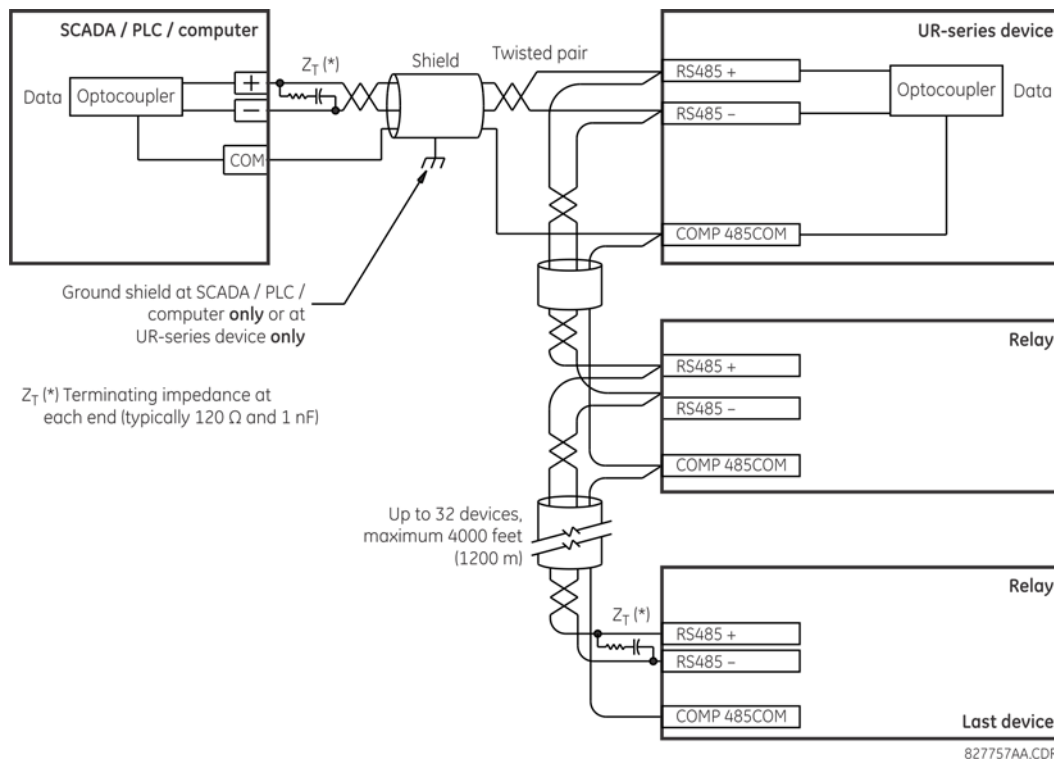 SCADA / PLC / computer
Data
Optocoupler
+
−
COM
Z_T (*)
Shield
Twisted pair
UR-series device
RS485 +
RS485 −
COMP 485COM
Optocoupler
Data
Ground shield at SCADA / PLC /
computer only or at
UR-series device only
Z_T (*) Terminating impedance at
each end (typically 120 Ω and 1 nF)
Relay
RS485 +
RS485 −
COMP 485COM
Up to 32 devices,
maximum 4000 feet
(1200 m)
Relay
Z_T (*)
RS485 +
RS485 −
COMP 485COM
Last device
827757AA.CDR